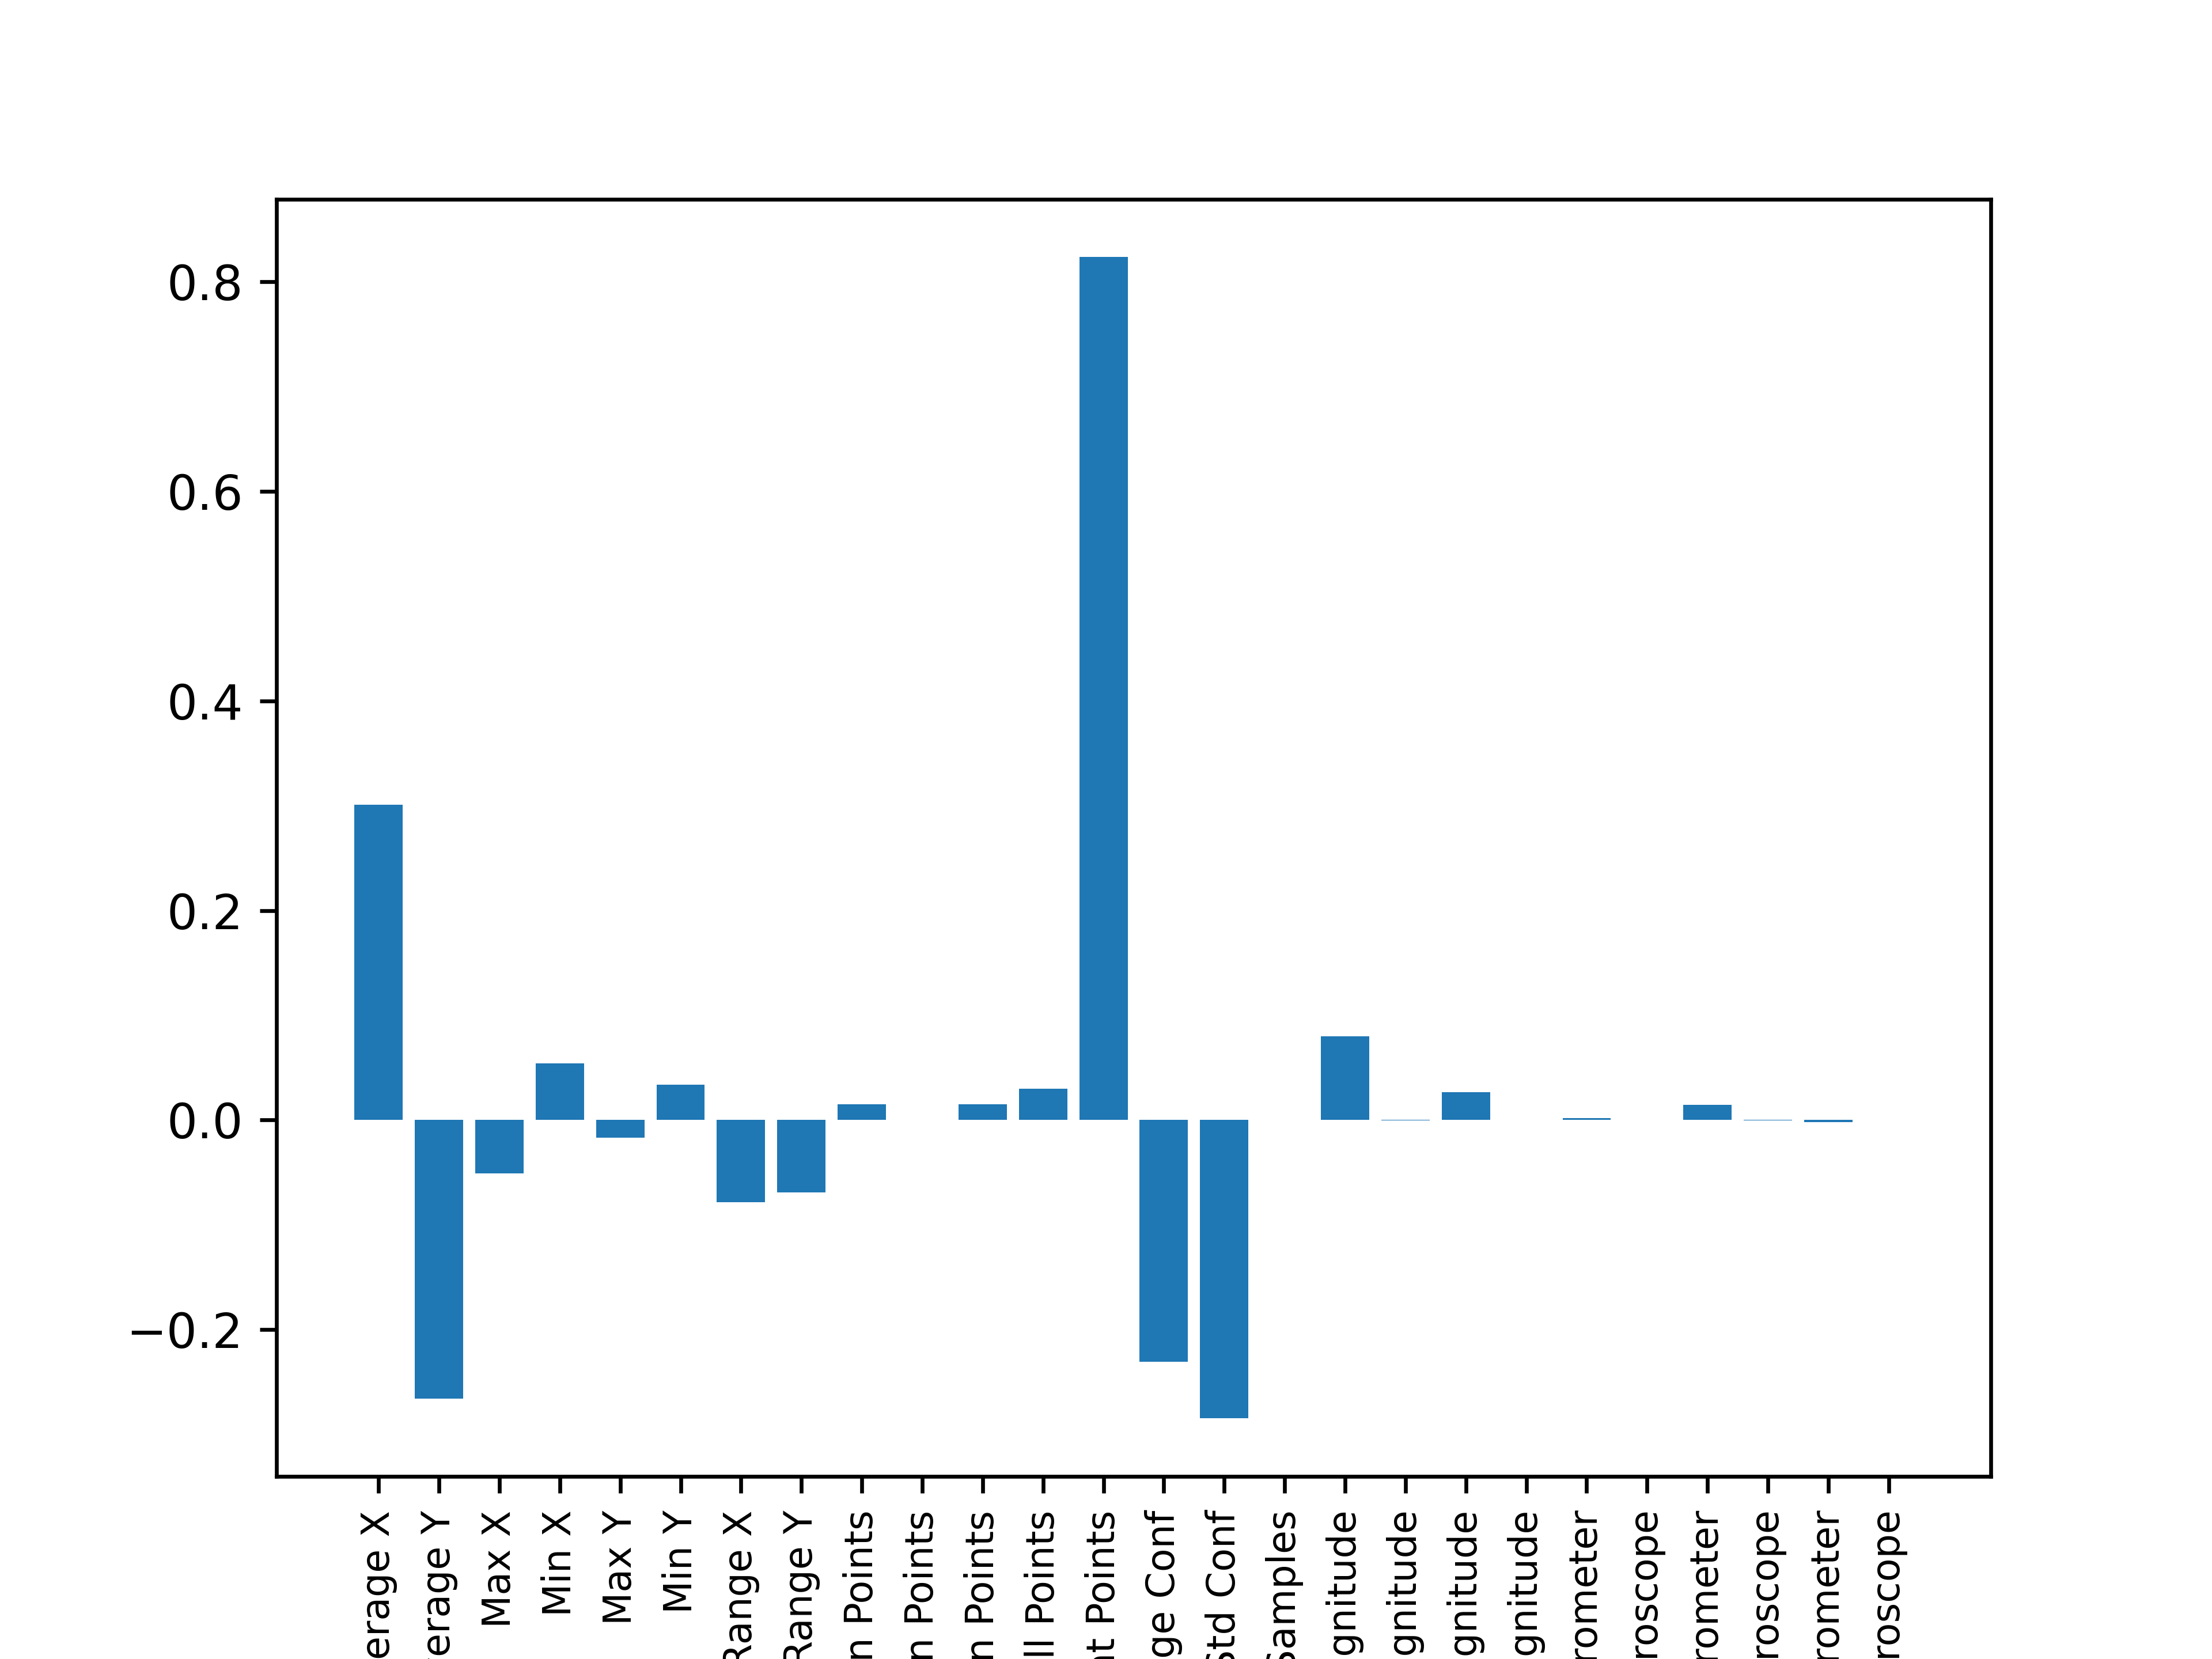 0.8
0.6
0.4
0.2
0.0
−0.2
erage X
erage Y
Max X
Min X
Max Y
Min Y
Range X
Range Y
n Points
n Points
n Points
ll Points
nt Points
ge Conf
Std Conf
Samples
gnitude
gnitude
gnitude
gnitude
rometer
roscope
rometer
roscope
rometer
roscope